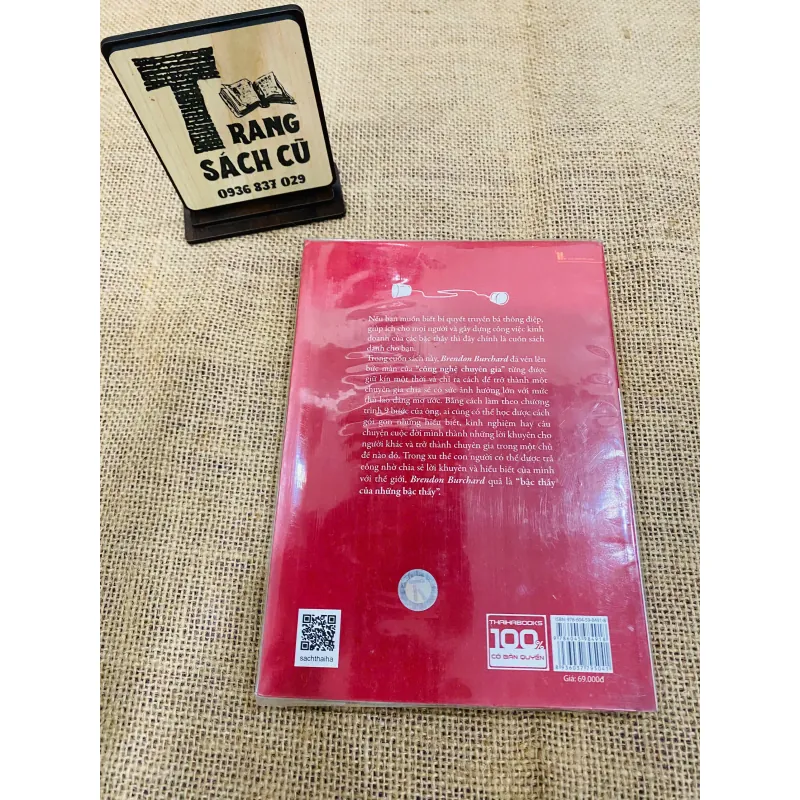 TRANG
SÁCH CŨ
0936 837 029
Nếu bạn muốn biết bí quyết truyền bá thông điệp,
giúp ích cho mọi người và gây dựng công việc kinh
doanh của các bậc thầy thì đây chính là cuốn sách
dành cho bạn.
Trong cuốn sách này, Brendon Burchard đã vén lên
bức màn của "công nghệ chuyên gia" từng được
giữ kín một thời và chỉ ra cách để trở thành một
chuyên gia chia sẻ có sức ảnh hưởng lớn với mức
thù lao đáng mơ ước. Bằng cách làm theo chương
trình 9 bước của ông, ai cũng có thể học được cách
gói gọn những hiểu biết, kinh nghiệm hay câu
chuyện cuộc đời mình thành những lời khuyên cho
người khác và trở thành chuyên gia trong một chủ
đề nào đó. Trong xu thế con người có thể được trả
công nhờ chia sẻ lời khuyên và hiểu biết của mình
với thế giới, Brendon Burchard quả là "bậc thầy
của những bậc thầy".
sachthaiha
THAIHABOOKS
100%
CÓ BẢN QUYỀN
Giá: 69.000đ